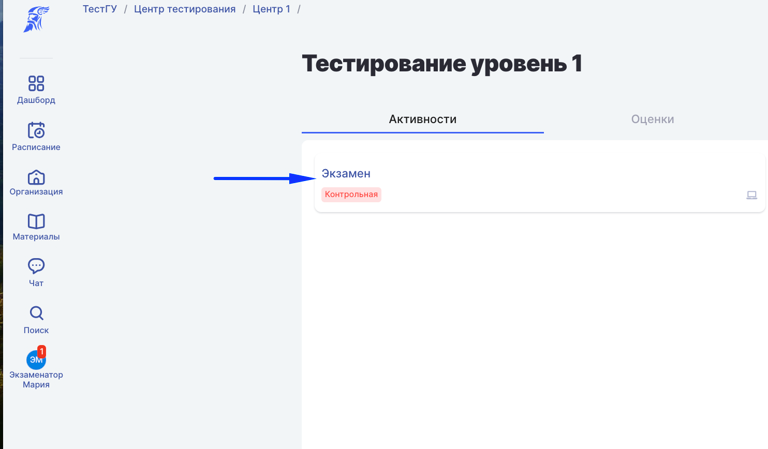 ТестГУ / Центр тестирования / Центр 1 /
Тестирование уровень 1
Активности
Оценки
Экзамен
Контрольная
Дашборд
Расписание
Организация
Материалы
Чат
Поиск
ЭМ
1
Экзаменатор
Мария